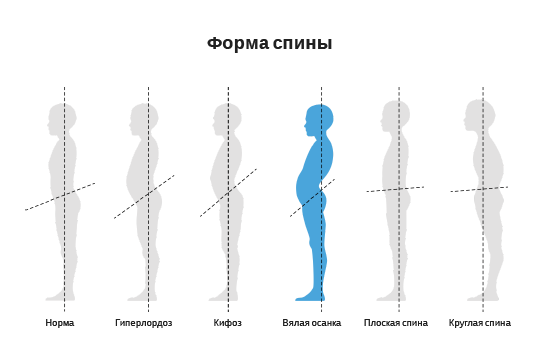 Форма спины
Норма
Гиперлордоз
Кифоз
Вялая осанка
Плоская спина
Круглая спина